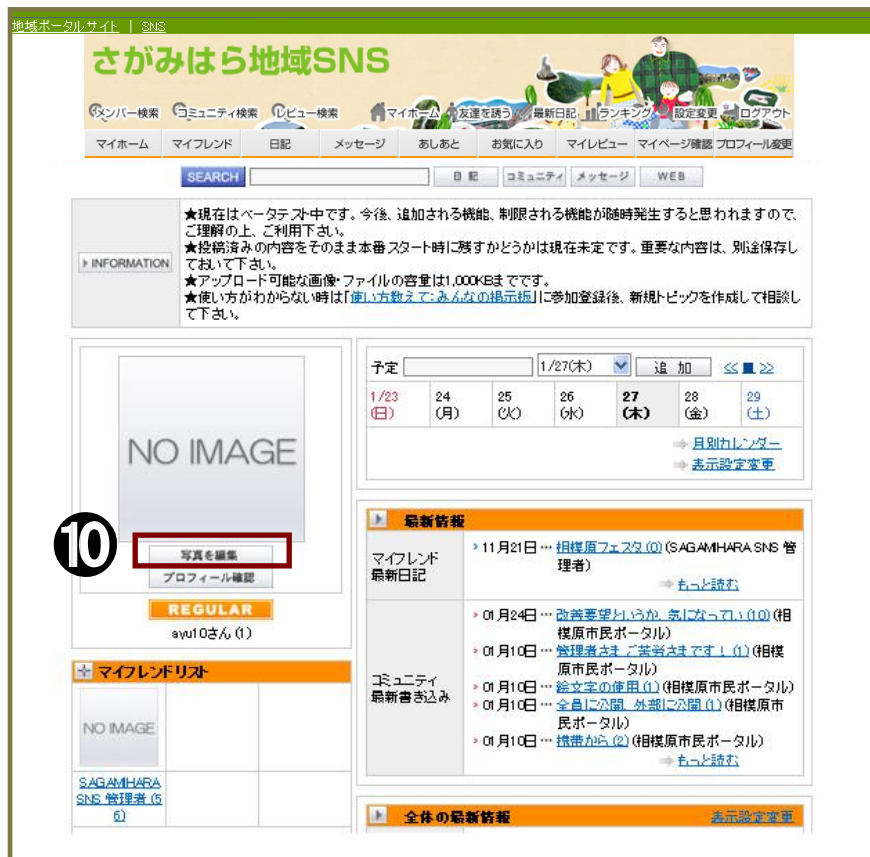 地域ポータルサイト | SNS
さがみはら地域SNS
メンバー検索 コミュニティ検索 レビュー検索 マイホーム 友達を誘う 最新日記 ランキング 設定変更 ログアウト
マイホーム マイフレンド 日記 メッセージ あしあと お気に入り マイレビュー マイページ確認 プロフィール変更
SEARCH 日記 コミュニティ メッセージ WEB
INFORMATION
★現在はベータテスト中です。今後、追加される機能、制限される機能が随時発生すると思われますので、
ご理解の上、ご利用下さい。
★投稿済みの内容をそのまま本番スタート時に残すかどうかは現在未定です。重要な内容は、別途保存し
ておいて下さい。
★アップロード可能な画像・ファイルの容量は1,000KBまでです。
★使い方がわからない時は「使い方教えて:みんなの掲示板」に参加登録後、新規トピックを作成して相談し
て下さい。
NO IMAGE
10
写真を編集
プロフィール確認
REGULAR
ayu10さん (1)
マイフレンドリスト
NO IMAGE
SAGAMIHARA
SNS 管理者 (5
6)
予定 1/27(木) 追 加 << ■ >>
1/23 24 25 26 27 28 29
(日) (月) (火) (水) (木) (金) (土)
⇒ 月別カレンダー
⇒ 表示設定変更
最新情報
マイフレンド
最新日記
11月21日 … 相模原フェスタ (0) (SAGAMIHARA SNS 管
理者)
⇒ もっと読む
コミュニティ
最新書き込み
01月24日 … 改善要望というか、気になってい (10) (相
模原市民ポータル)
01月10日 … 管理者さま ご苦労さまです! (1) (相模
原市民ポータル)
01月10日 … 絵文字の使用 (1) (相模原市民ポータル)
01月10日 … 全員に公開、外部に公開 (1) (相模原市
民ポータル)
01月10日 … 携帯から (2) (相模原市民ポータル)
⇒ もっと読む
全体の最新情報 表示設定変更